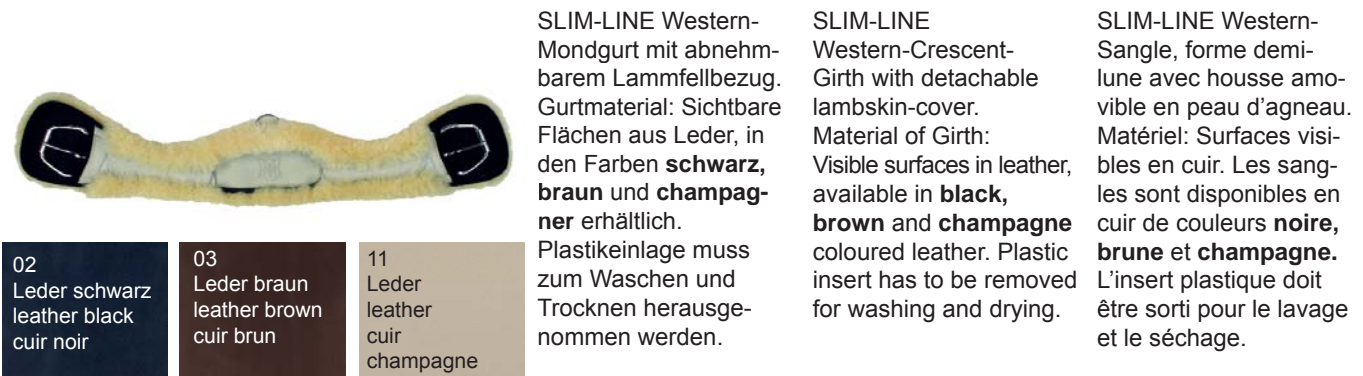 SLIM-LINE Western-
Mondgurt mit abnehm-
barem Lammfellbezug.
Gurtmaterial: Sichtbare
Flächen aus Leder, in
den Farben schwarz,
braun und champag-
ner erhältlich.
Plastikeinlage muss
zum Waschen und
Trocknen herausge-
nommen werden.
SLIM-LINE
Western-Crescent-
Girth with detachable
lambskin-cover.
Material of Girth:
Visible surfaces in leather,
available in black,
brown and champagne
coloured leather. Plastic
insert has to be removed
for washing and drying.
SLIM-LINE Western-
Sangle, forme demi-
lune avec housse amo-
vible en peau d’agneau.
Matériel: Surfaces visi-
bles en cuir. Les sang-
les sont disponibles en
cuir de couleurs noire,
brune et champagne.
L’insert plastique doit
être sorti pour le lavage
et le séchage.
02
Leder schwarz
leather black
cuir noir
03
Leder braun
leather brown
cuir brun
11
Leder
leather
cuir
champagne